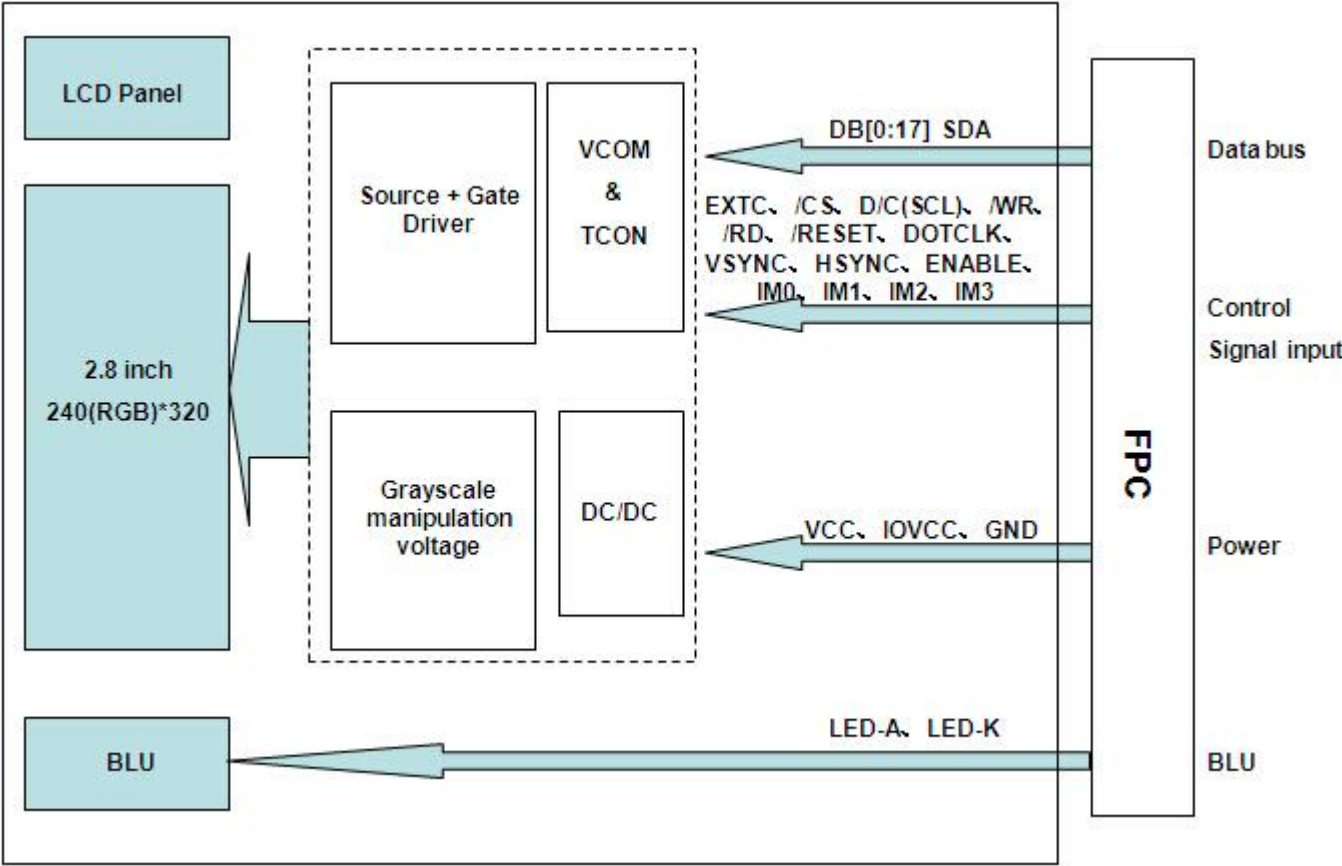 LCD Panel
2.8 inch
240(RGB)*320
BLU
Source + Gate
Driver
VCOM
&
TCON
Grayscale
manipulation
voltage
DC/DC
DB[0:17] SDA
EXTC、/CS、D/C(SCL)、/WR、
/RD、/RESET、DOTCLK、
VSYNC、HSYNC、ENABLE、
IM0、IM1、IM2、IM3
VCC、IOVCC、GND
LED-A、LED-K
FPC
Data bus
Control
Signal input
Power
BLU